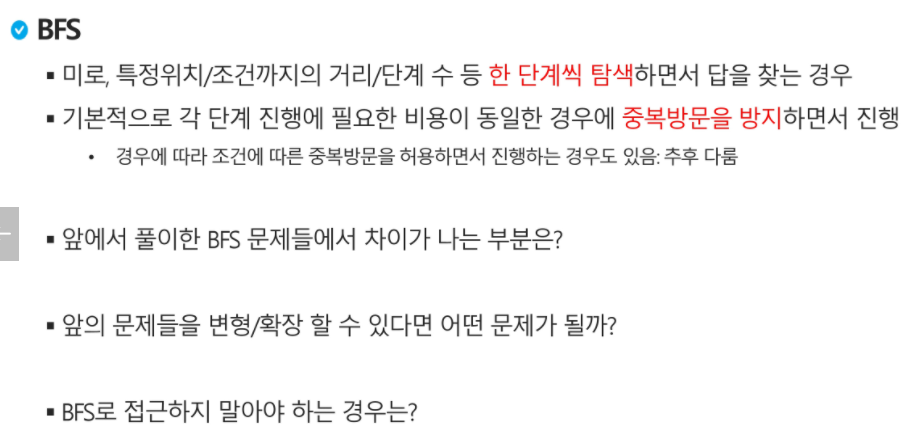 BFS
▪ 미로, 특정위치/조건까지의 거리/단계 수 등 한 단계씩 탐색하면서 답을 찾는 경우
▪ 기본적으로 각 단계 진행에 필요한 비용이 동일한 경우에 중복방문을 방지하면서 진행
• 경우에 따라 조건에 따른 중복방문을 허용하면서 진행하는 경우도 있음: 추후 다룸
▪ 앞에서 풀이한 BFS 문제들에서 차이가 나는 부분은?
▪ 앞의 문제들을 변형/확장 할 수 있다면 어떤 문제가 될까?
▪ BFS로 접근하지 말아야 하는 경우는?